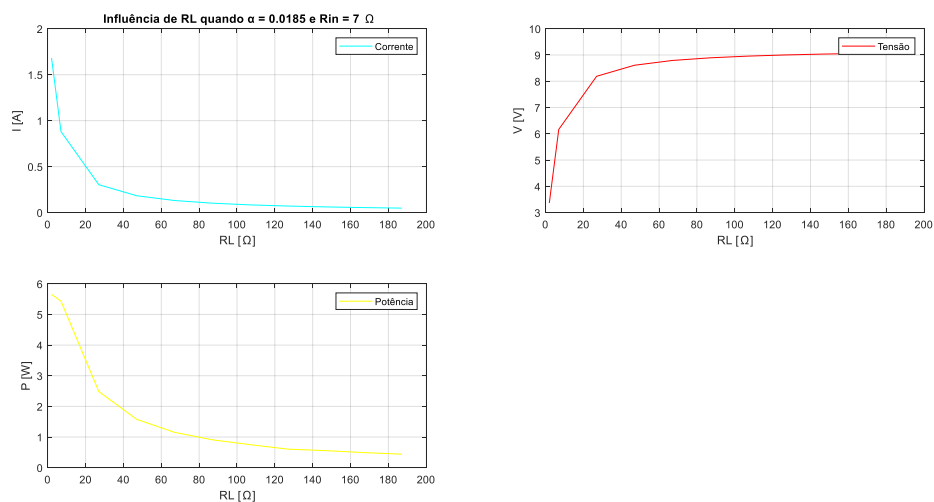 Influência de RL quando α = 0.0185 e Rin = 7 Ω
Corrente
2
1.5
1
0.5
0
I [A]
0 20 40 60 80 100 120 140 160 180 200
RL [Ω]
Tensão
10
9
8
7
6
5
4
3
V [V]
0 20 40 60 80 100 120 140 160 180 200
RL [Ω]
Potência
6
5
4
3
2
1
0
P [W]
0 20 40 60 80 100 120 140 160 180 200
RL [Ω]